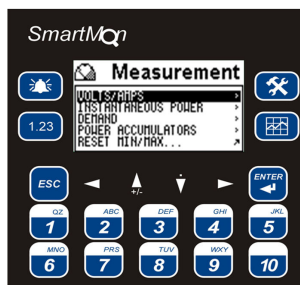 SmartMon
Measurement
VOLTS/AMPS >
INSTANTANEOUS POWER >
DEMAND >
POWER ACCUMULATORS >
RESET MIN/MAX...
1.23
ESC
+/-
ENTER
QZ ABC DEF GHI JKL
1 2 3 4 5
MNO PRS TUV WXY
6 7 8 9 10